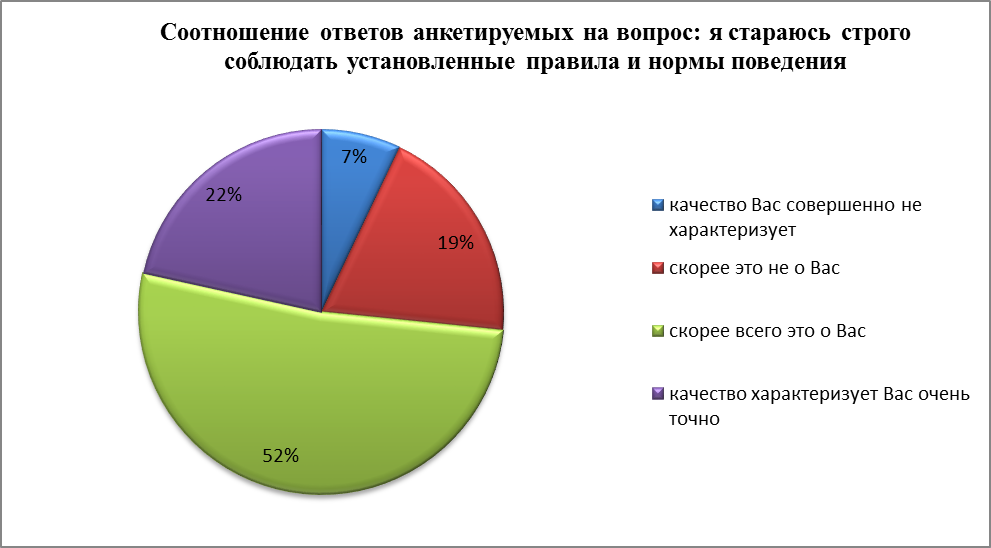 Соотношение ответов анкетируемых на вопрос: я стараюсь строго
соблюдать установленные правила и нормы поведения
7%
22%
19%
52%
качество Вас совершенно не
характеризует
скорее это не о Вас
скорее всего это о Вас
качество характеризует Вас очень
точно